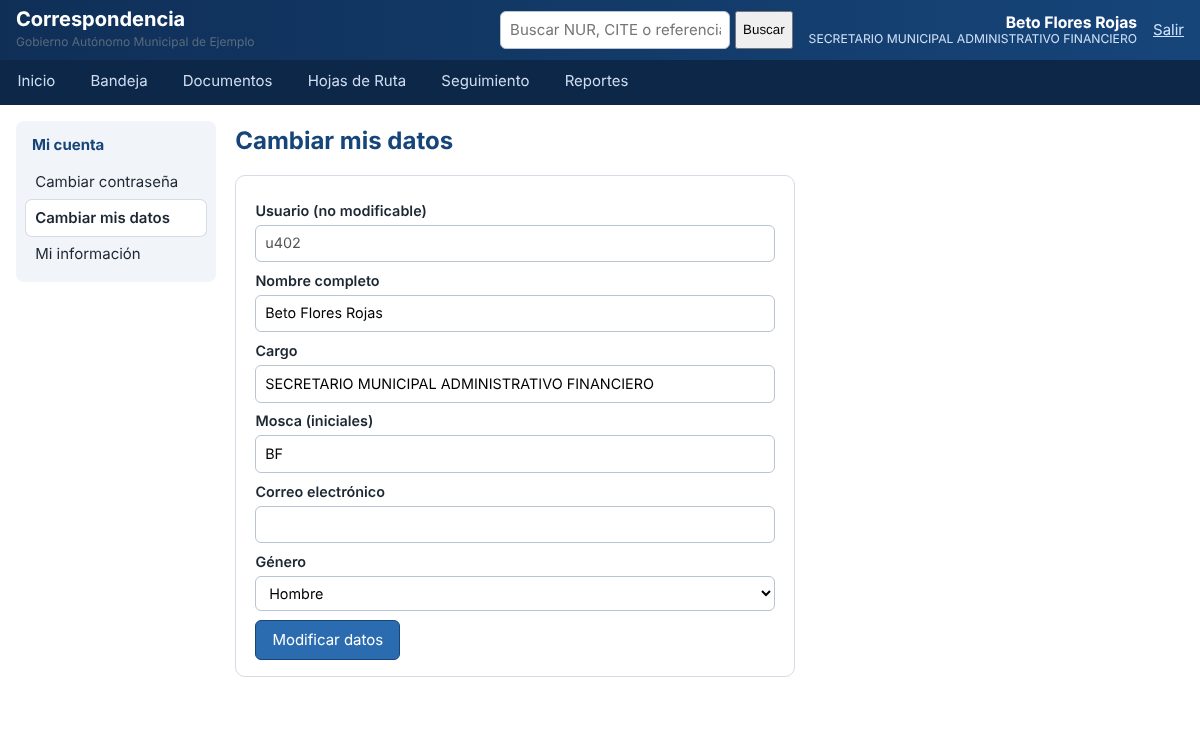 Correspondencia
Gobierno Autónomo Municipal de Ejemplo
Buscar NUR, CITE o referencia
Buscar
Beto Flores Rojas
SECRETARIO MUNICIPAL ADMINISTRATIVO FINANCIERO
Salir
Inicio
Bandeja
Documentos
Hojas de Ruta
Seguimiento
Reportes
Mi cuenta
Cambiar contraseña
Cambiar mis datos
Mi información
Cambiar mis datos
Usuario (no modificable)
u402
Nombre completo
Beto Flores Rojas
Cargo
SECRETARIO MUNICIPAL ADMINISTRATIVO FINANCIERO
Mosca (iniciales)
BF
Correo electrónico
Género
Hombre
Modificar datos